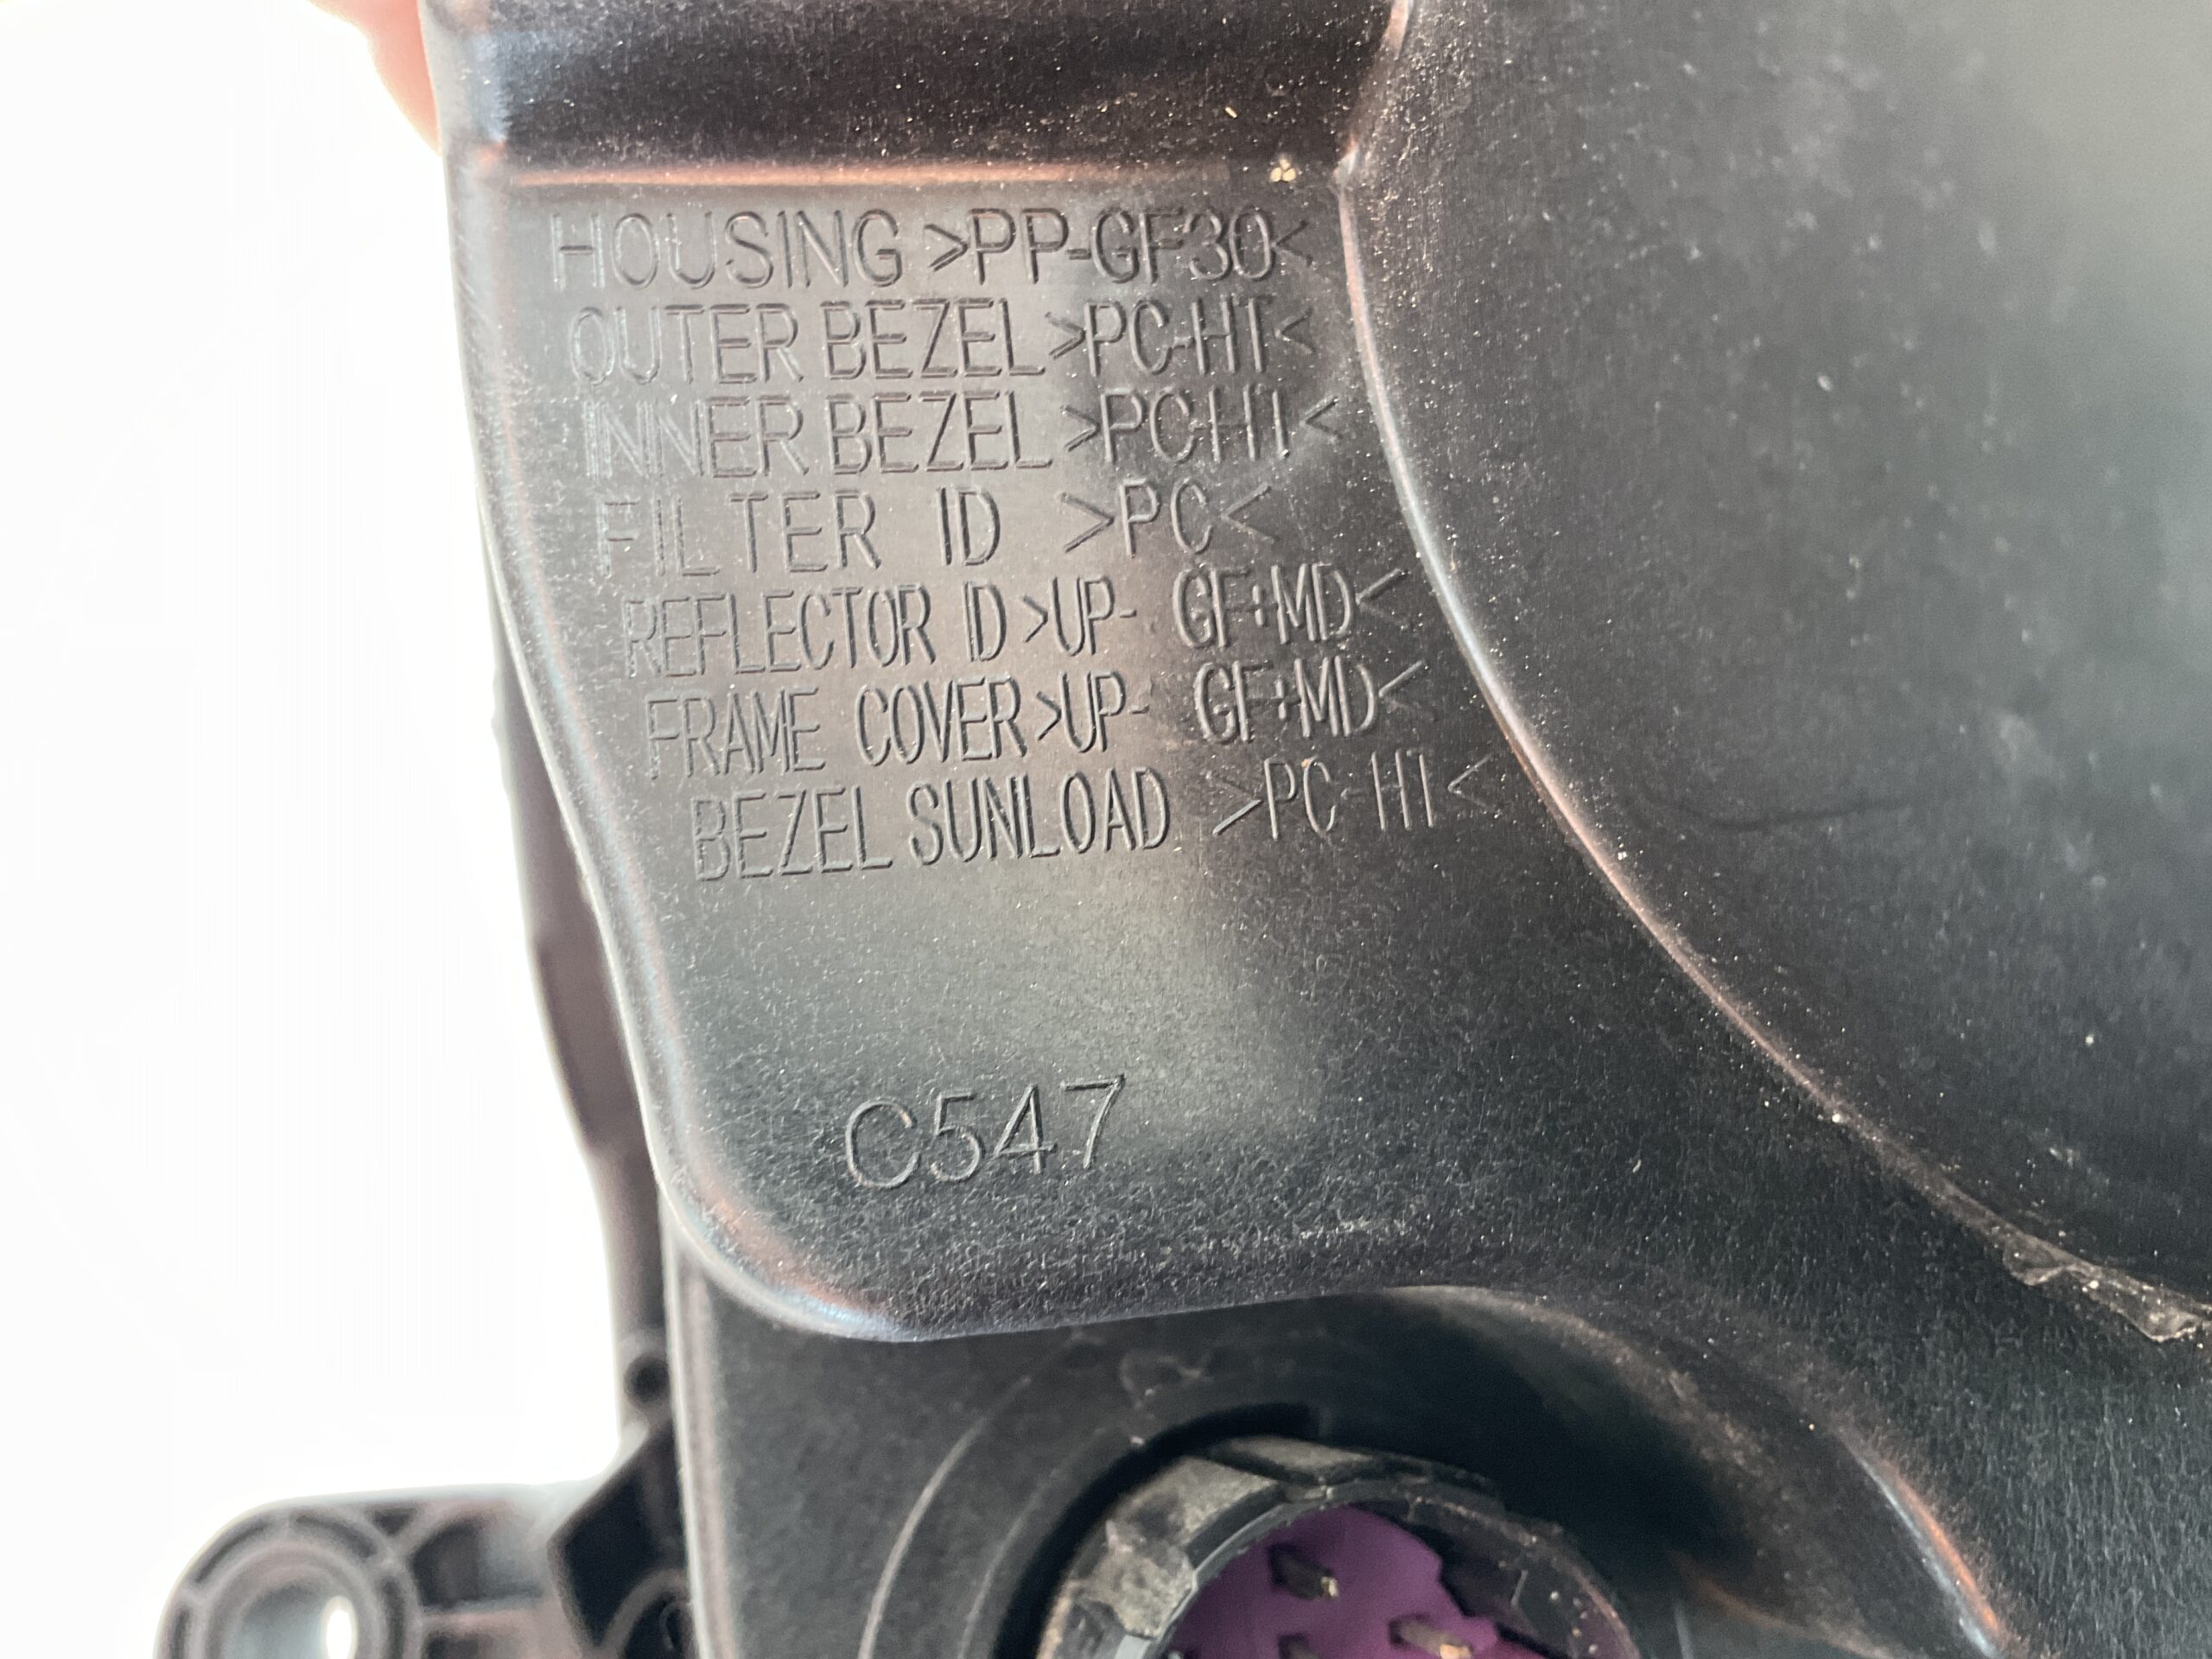 HOUSING >PP-GF30<
OUTER BEZEL >PC-HT<
INNER BEZEL >PC-HT<
FILTER ID >PC<
REFLECTOR ID >UP- GF+MD<
FRAME COVER >UP- GF+MD<
BEZEL SUNLOAD >PC-HT<
C547